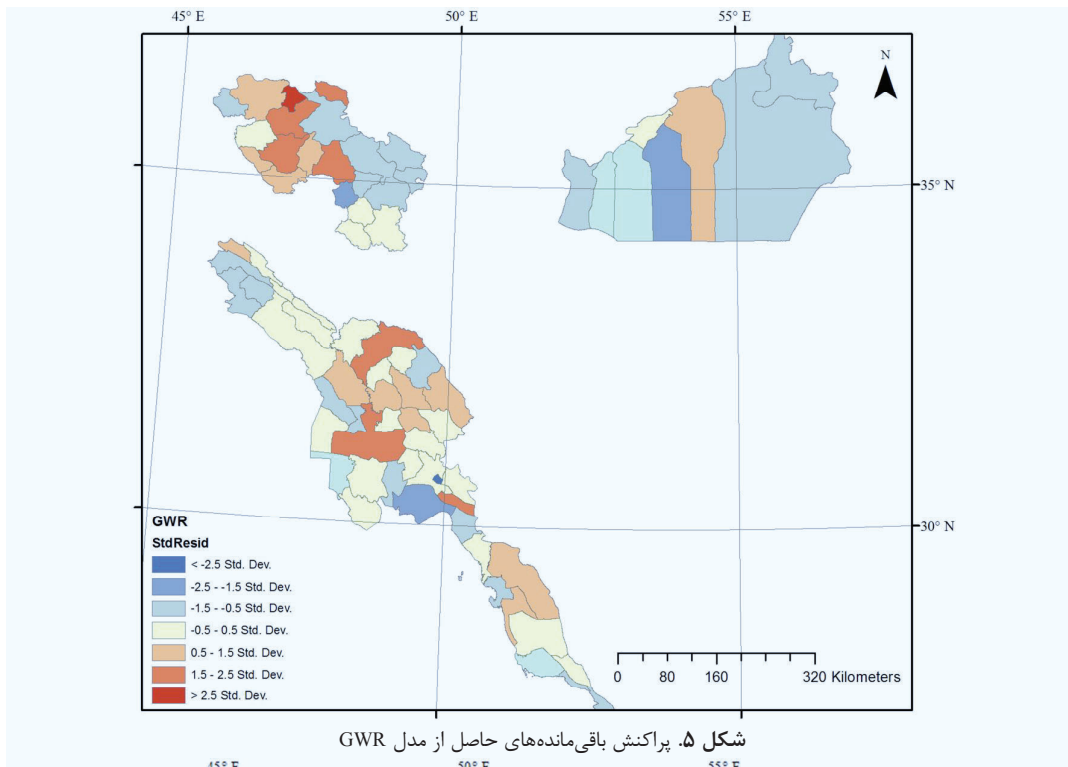 45° E 50° E 55° E
N
35° N
30° N
GWR
StdResid
< -2.5 Std. Dev.
-2.5 - -1.5 Std. Dev.
-1.5 - -0.5 Std. Dev.
-0.5 - 0.5 Std. Dev.
0.5 - 1.5 Std. Dev.
1.5 - 2.5 Std. Dev.
> 2.5 Std. Dev.
0 80 160 320 Kilometers
شکل ۵. پراکنش باقی‌مانده‌های حاصل از مدل GWR
45° E 50° E 55° E